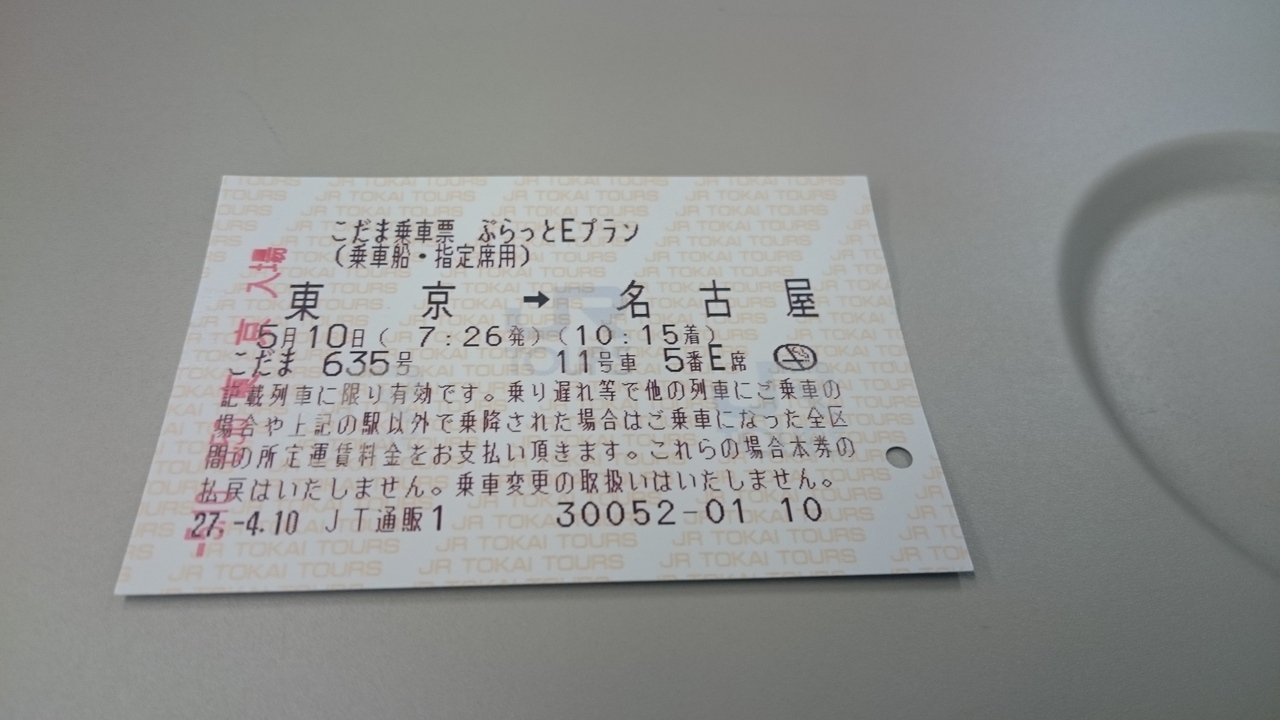 こだま乗車票 ぷらっとEプラン
(乗車船・指定席用)
東 京 ➡ 名 古 屋
5月10日( 7:26発)(10:15着)
こだま 635号 11号車 5番E席
記載列車に限り有効です。乗り遅れ等で他の列車にご乗車の
場合や上記の駅以外で乗降された場合はご乗車になった全区
間の所定運賃料金をお支払い頂きます。これらの場合本券の
払戻はいたしません。乗車変更の取扱いはいたしません。
27.-4.10 JT通販1 30052-01 10
入場
JR TOKAI TOURS